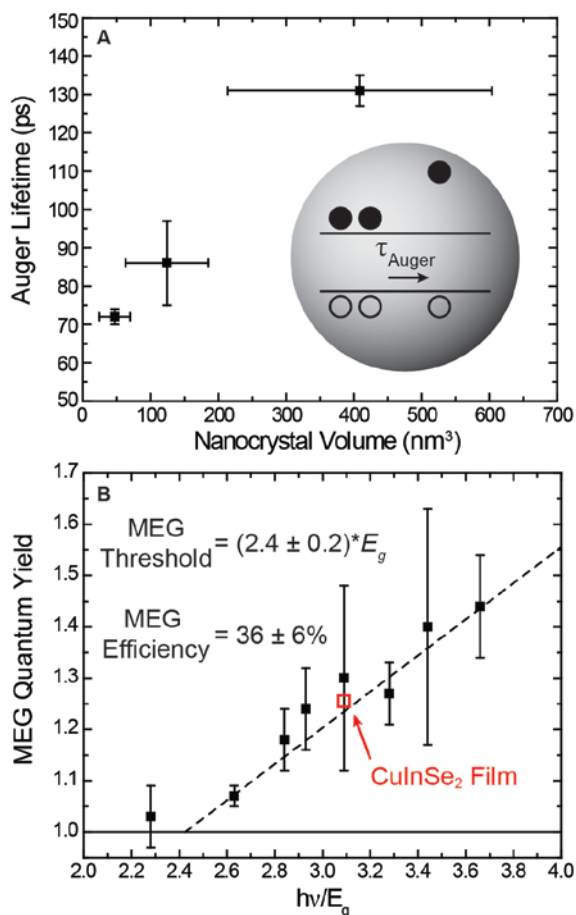 A
Auger Lifetime (ps)
150
140
130
120
110
100
90
80
70
60
50
τAuger
0 100 200 300 400 500 600 700
Nanocrystal Volume (nm³)
B
MEG Quantum Yield
1.7
1.6
1.5
1.4
1.3
1.2
1.1
1.0
MEG
Threshold = (2.4 ± 0.2)*Eg
MEG
Efficiency = 36 ± 6%
CuInSe₂ Film
2.0 2.2 2.4 2.6 2.8 3.0 3.2 3.4 3.6 3.8 4.0
hν/Eg